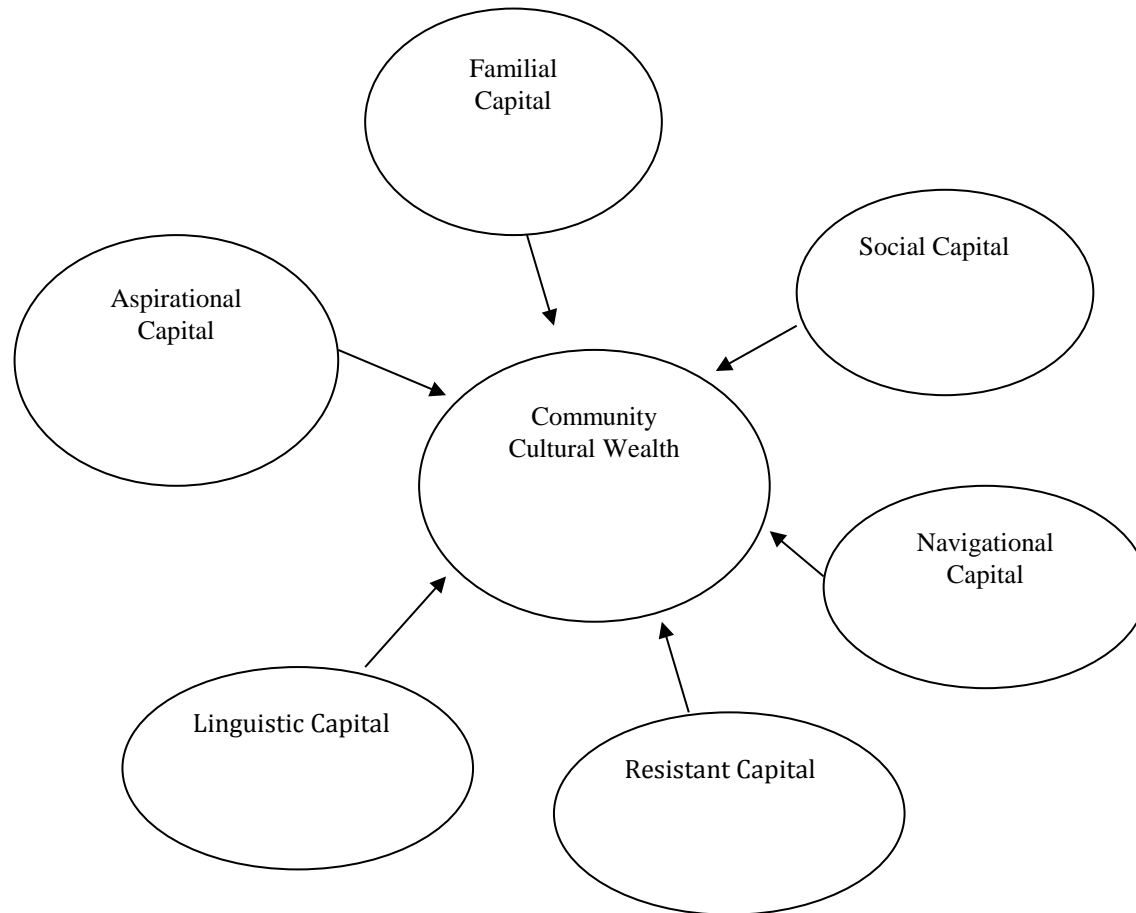 Familial
Capital
Social Capital
Aspirational
Capital
Community
Cultural Wealth
Navigational
Capital
Linguistic Capital
Resistant Capital